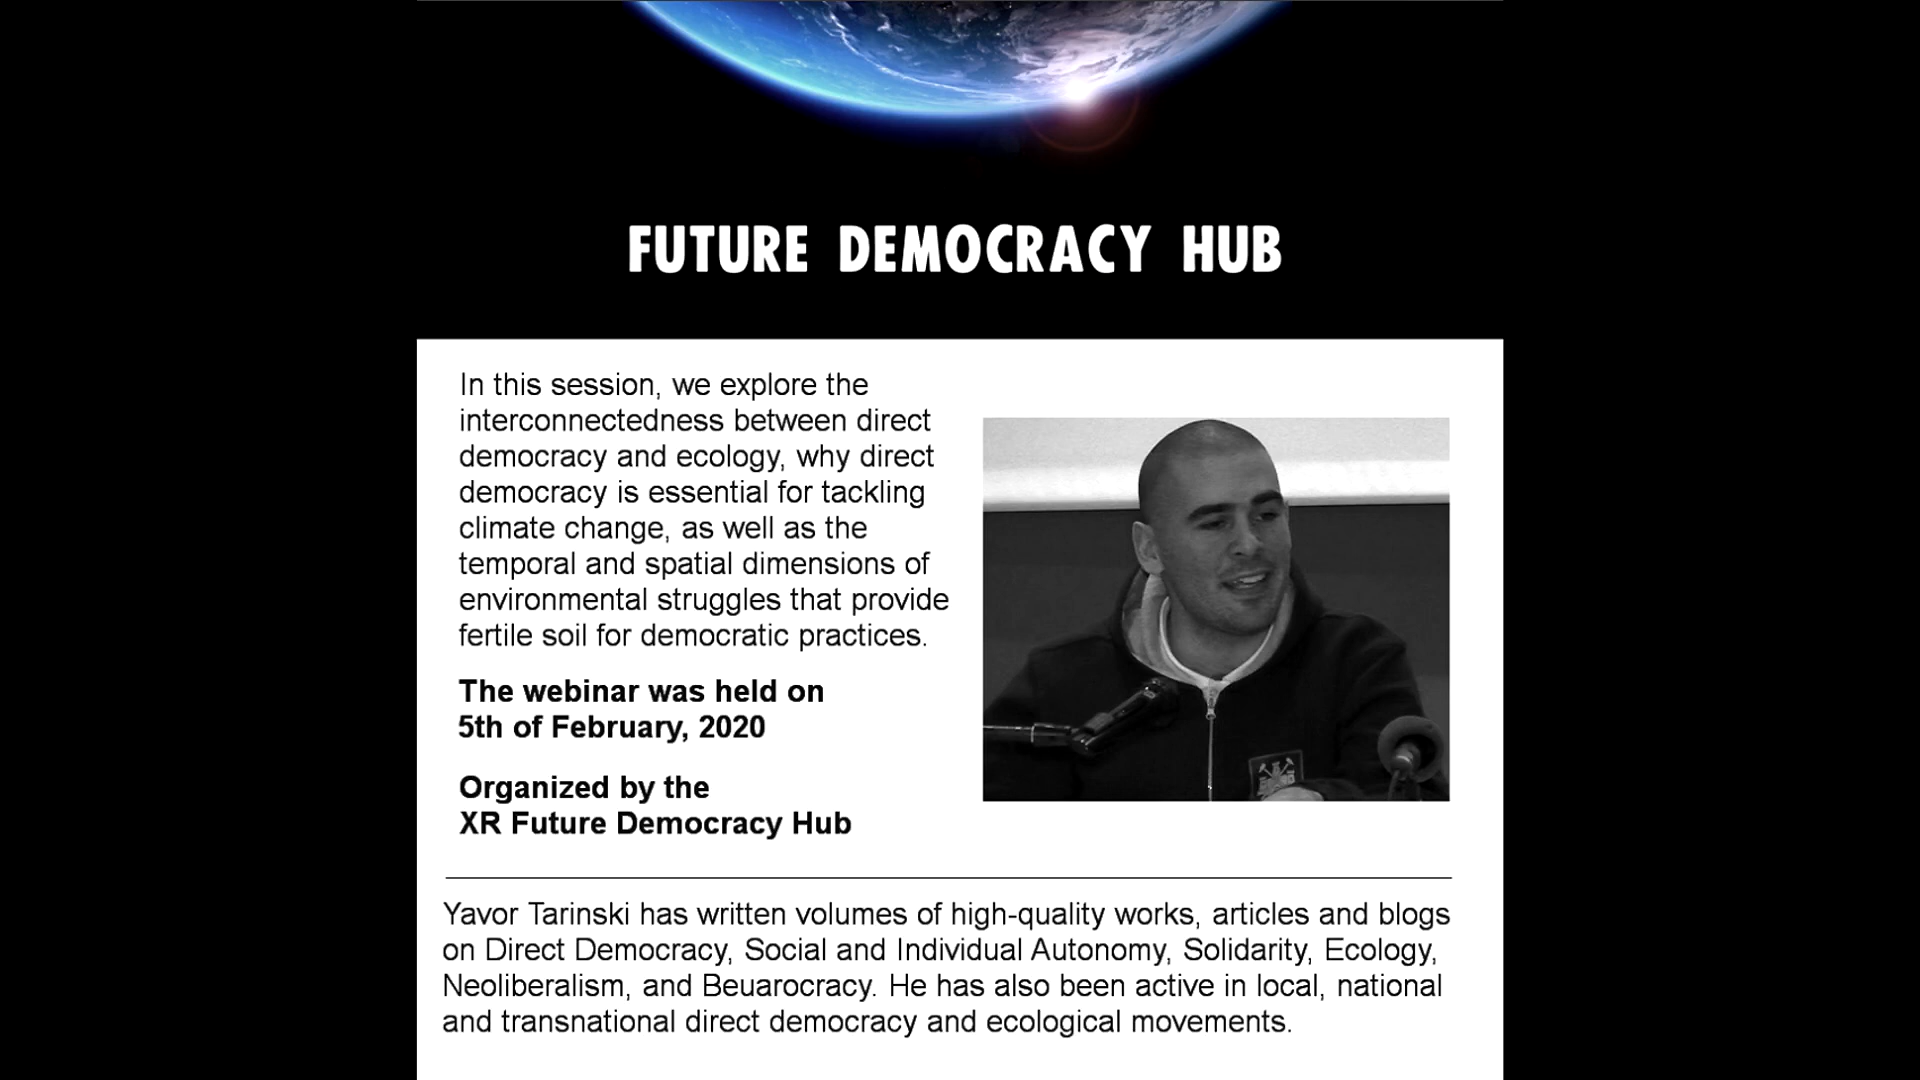 FUTURE DEMOCRACY HUB
In this session, we explore the
interconnectedness between direct
democracy and ecology, why direct
democracy is essential for tackling
climate change, as well as the
temporal and spatial dimensions of
environmental struggles that provide
fertile soil for democratic practices.
The webinar was held on
5th of February, 2020
Organized by the
XR Future Democracy Hub
Yavor Tarinski has written volumes of high-quality works, articles and blogs
on Direct Democracy, Social and Individual Autonomy, Solidarity, Ecology,
Neoliberalism, and Beuarocracy. He has also been active in local, national
and transnational direct democracy and ecological movements.